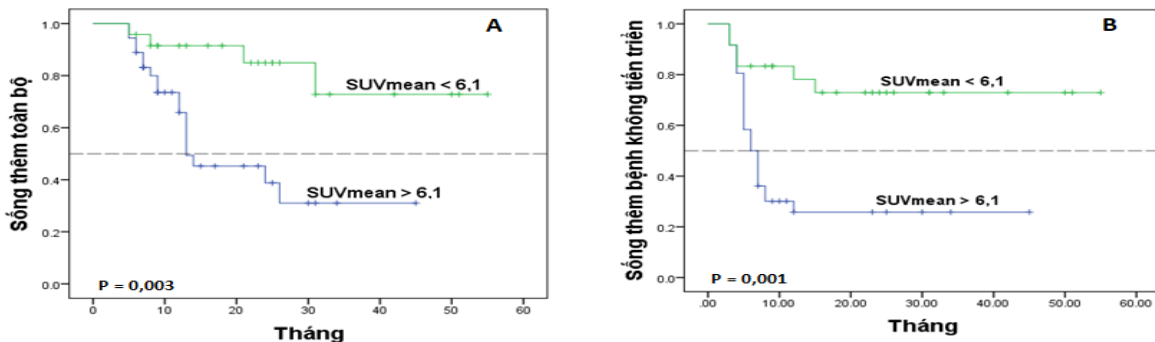 A
Sống thêm toàn bộ
1.0
0.8
0.6
0.4
0.2
0.0
SUVmean < 6,1
SUVmean > 6,1
P = 0,003
0 10 20 30 40 50 60
Tháng
B
Sống thêm bệnh không tiến triển
1.0
0.8
0.6
0.4
0.2
0.0
SUVmean < 6,1
SUVmean > 6,1
P = 0,001
.00 10.00 20.00 30.00 40.00 50.00 60.00
Tháng